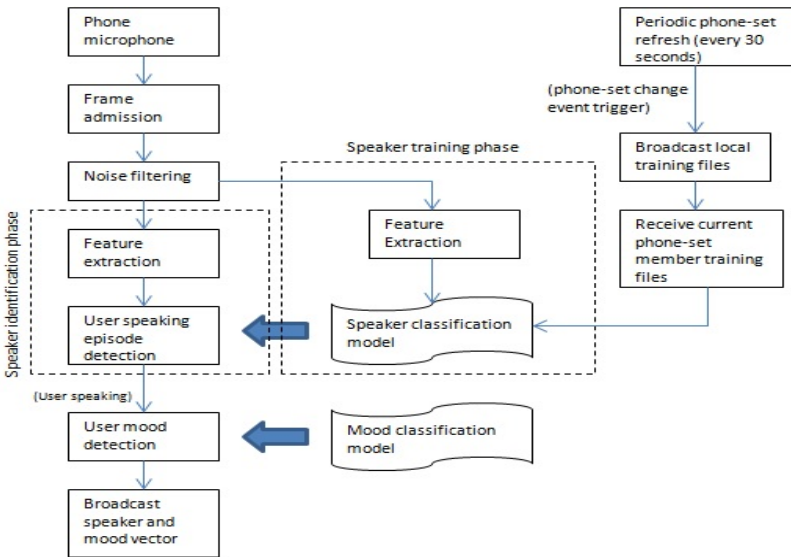 Phone
microphone
Frame
admission
Noise filtering
Speaker identification phase
Feature
extraction
User speaking
episode
detection
(User speaking)
User mood
detection
Broadcast
speaker and
mood vector
Speaker training phase
Feature
Extraction
Speaker classification
model
Mood classification
model
Periodic phone-set
refresh (every 30
seconds)
(phone-set change
event trigger)
Broadcast local
training files
Receive current
phone-set
member training
files